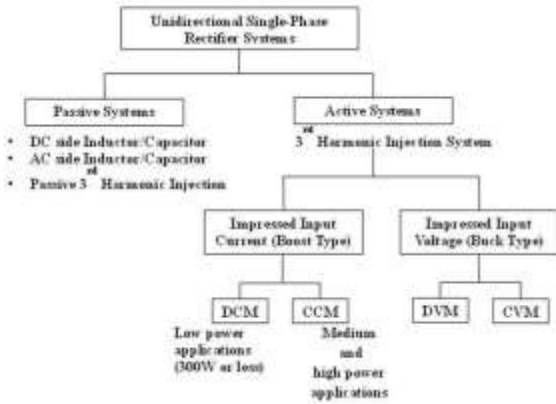 Unidirectional Single-Phase
Rectifier Systems
Passive Systems
• DC side Inductor/Capacitor
• AC side Inductor/Capacitor
• Passive 3rd Harmonic Injection
Active Systems
3rd Harmonic Injection System
Impressed Input
Current (Boost Type)
Impressed Input
Voltage (Buck Type)
DCM
CCM
DVM
CVM
Low power
applications
(300W or less)
Medium
and
high power
applications